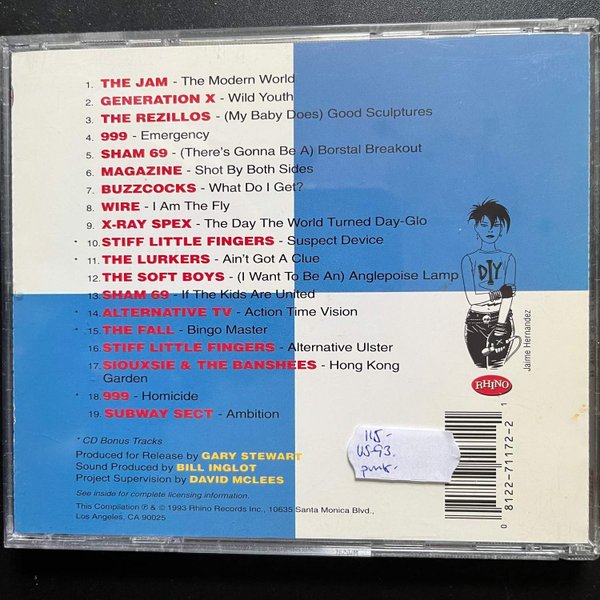 1. THE JAM - The Modern World
2. GENERATION X - Wild Youth
3. THE REZILLOS - (My Baby Does) Good Sculptures
4. 999 - Emergency
5. SHAM 69 - (There's Gonna Be A) Borstal Breakout
6. MAGAZINE - Shot By Both Sides
7. BUZZCOCKS - What Do I Get?
8. WIRE - I Am The Fly
9. X-RAY SPEX - The Day The World Turned Day-Glo
* 10. STIFF LITTLE FINGERS - Suspect Device
* 11. THE LURKERS - Ain't Got A Clue
12. THE SOFT BOYS - (I Want To Be An) Anglepoise Lamp
13. SHAM 69 - If The Kids Are United
* 14. ALTERNATIVE TV - Action Time Vision
* 15. THE FALL - Bingo Master
16. STIFF LITTLE FINGERS - Alternative Ulster
17. SIOUXSIE & THE BANSHEES - Hong Kong
Garden
* 18. 999 - Homicide
19. SUBWAY SECT - Ambition
* CD Bonus Tracks
Produced for Release by GARY STEWART
Sound Produced by BILL INGLOT
Project Supervision by DAVID MCLEES
See inside for complete licensing information.
This Compilation ℗ & © 1993 Rhino Records Inc., 10635 Santa Monica Blvd.,
Los Angeles, CA 90025
DIY
Jaime Hernandez
RHINO
115-
US-93.
punk-
0 8122-71172-2 1